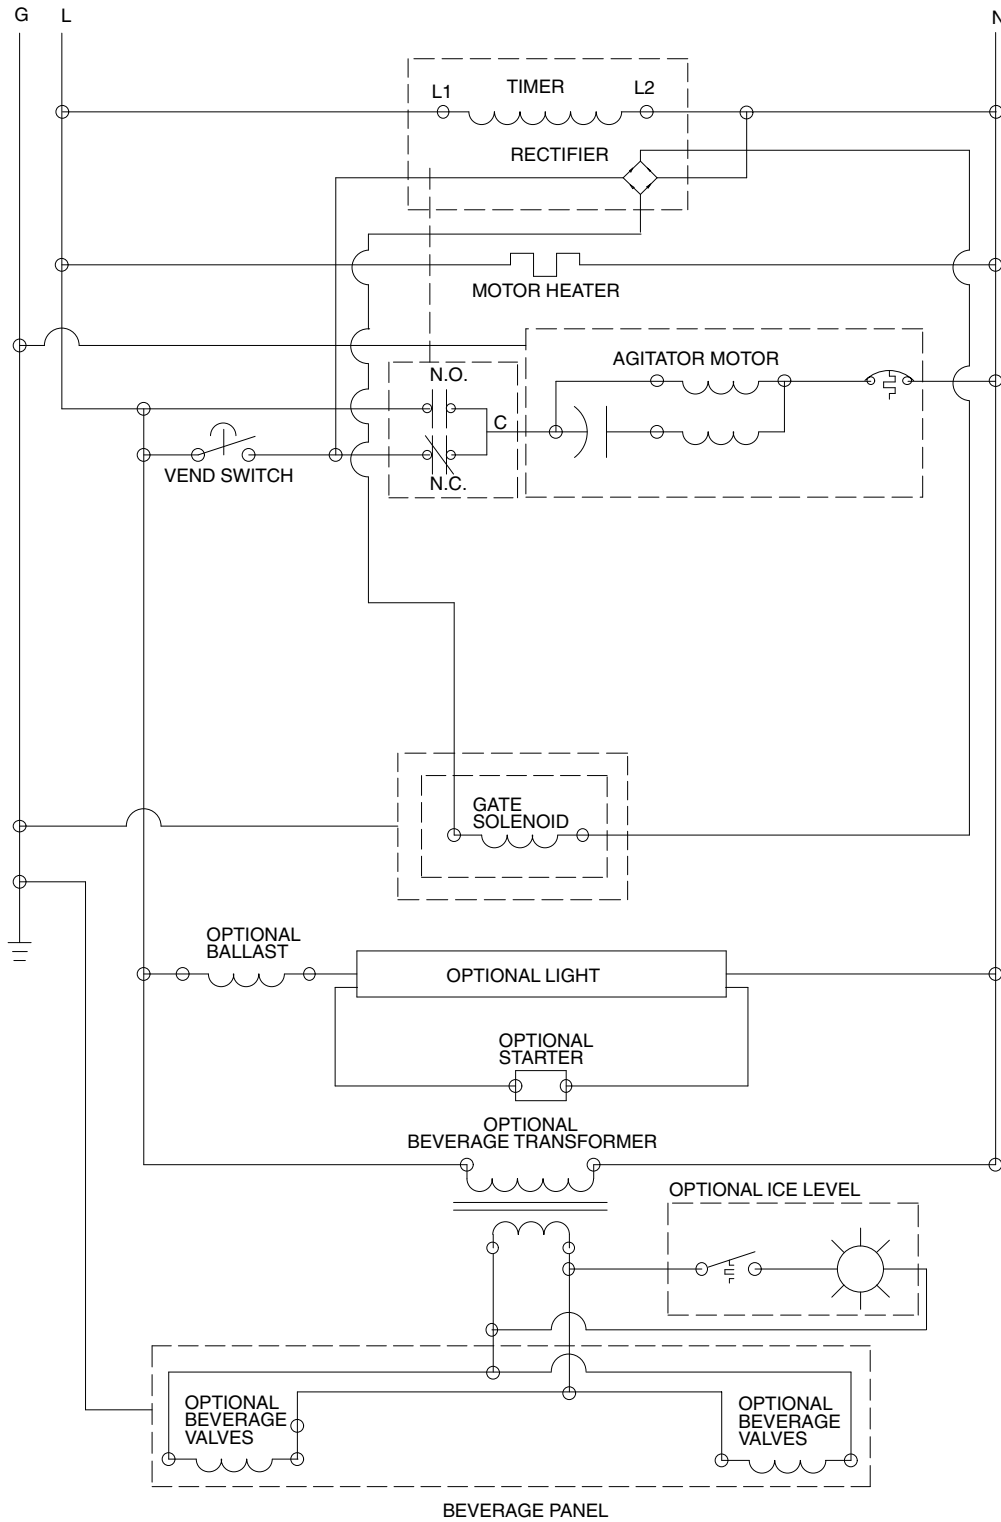 G
L
N
TIMER
L1
L2
RECTIFIER
MOTOR HEATER
AGITATOR MOTOR
N.O.
C
VEND SWITCH
N.C.
GATE
SOLENOID
OPTIONAL
BALLAST
OPTIONAL LIGHT
OPTIONAL
STARTER
OPTIONAL
BEVERAGE TRANSFORMER
OPTIONAL ICE LEVEL
OPTIONAL
BEVERAGE
VALVES
OPTIONAL
BEVERAGE
VALVES
BEVERAGE PANEL